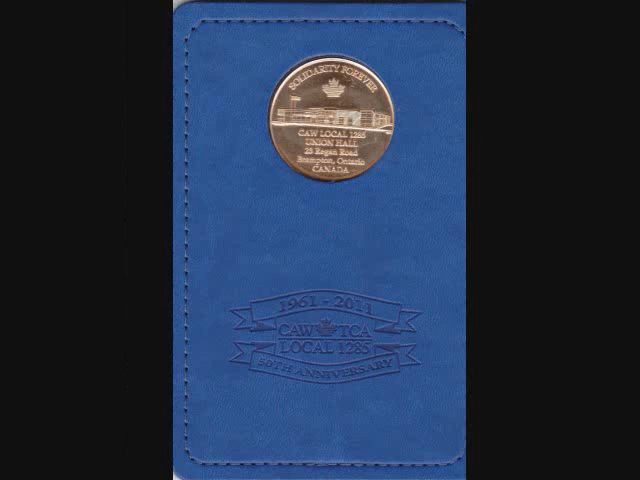 SOLIDARITY FOREVER
CAW LOCAL 1285
UNION HALL
23 Regan Road
Brampton, Ontario
CANADA
1961 - 2011
CAW TCA
LOCAL 1285
50TH ANNIVERSARY